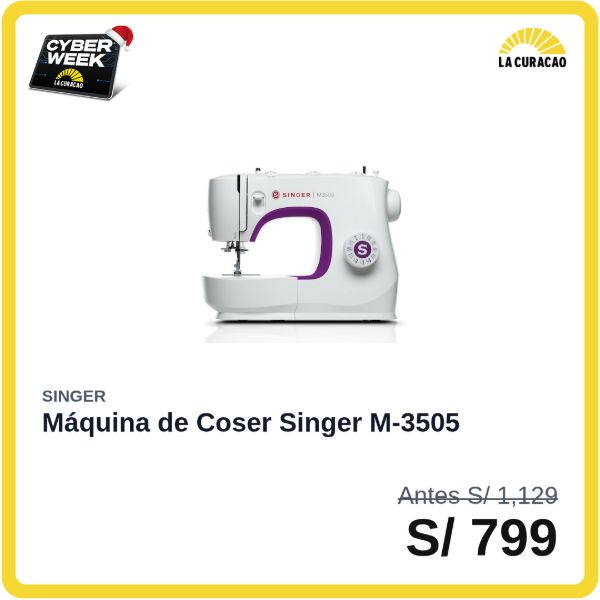 CYBER
WEEK
LA CURACAO
LA CURACAO
SINGER | M3505
S
SINGER
Máquina de Coser Singer M-3505
Antes S/ 1,129
S/ 799